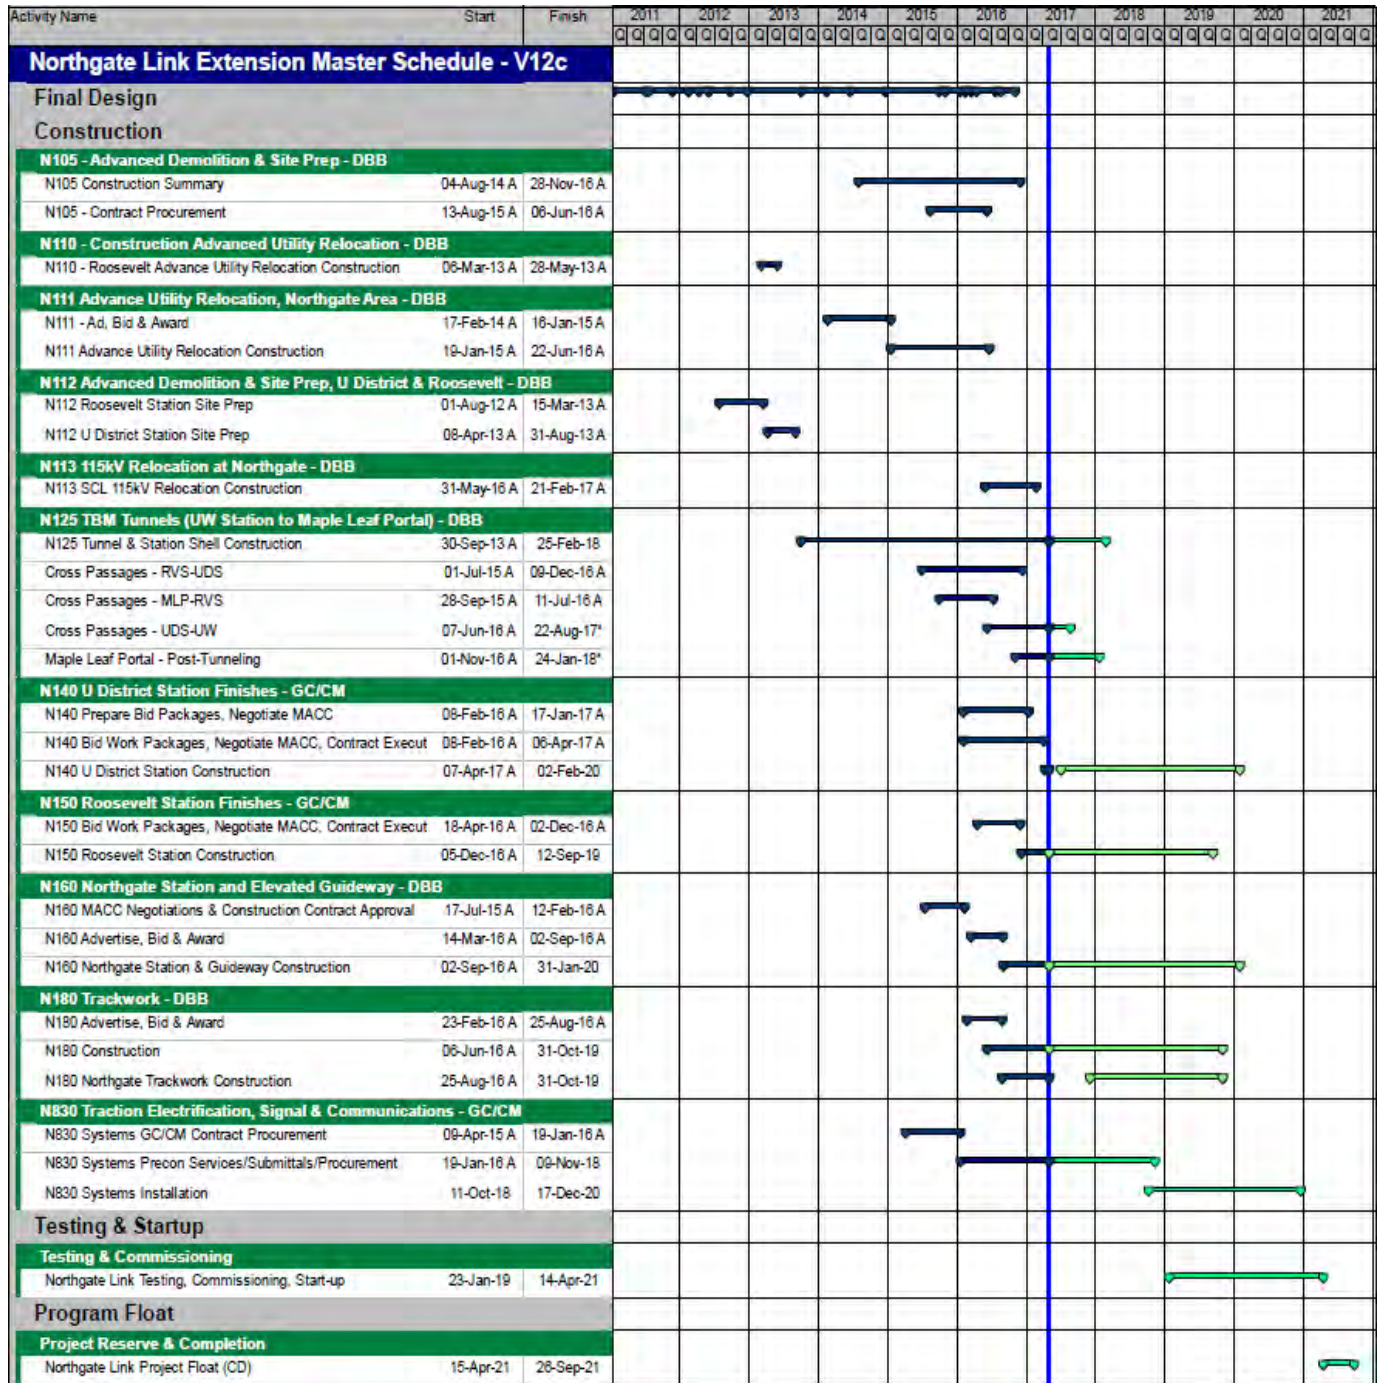 Activity Name Start Finish 2011 2012 2013 2014 2015 2016 2017 2018 2019 2020 2021
Q Q Q Q Q Q Q Q Q Q Q Q Q Q Q Q Q Q Q Q Q Q Q Q Q Q Q Q Q Q Q Q Q Q Q Q Q Q Q Q Q Q Q Q
Northgate Link Extension Master Schedule - V12c
Final Design
Construction
N105 - Advanced Demolition & Site Prep - DBB
N105 Construction Summary 04-Aug-14 A 28-Nov-16 A
N105 - Contract Procurement 13-Aug-15 A 06-Jun-16 A
N110 - Construction Advanced Utility Relocation - DBB
N110 - Roosevelt Advance Utility Relocation Construction 06-Mar-13 A 28-May-13 A
N111 Advance Utility Relocation, Northgate Area - DBB
N111 - Ad, Bid & Award 17-Feb-14 A 16-Jan-15 A
N111 Advance Utility Relocation Construction 19-Jan-15 A 22-Jun-16 A
N112 Advanced Demolition & Site Prep, U District & Roosevelt - DBB
N112 Roosevelt Station Site Prep 01-Aug-12 A 15-Mar-13 A
N112 U District Station Site Prep 08-Apr-13 A 31-Aug-13 A
N113 115kV Relocation at Northgate - DBB
N113 SCL 115kV Relocation Construction 31-May-16 A 21-Feb-17 A
N125 TBM Tunnels (UW Station to Maple Leaf Portal) - DBB
N125 Tunnel & Station Shell Construction 30-Sep-13 A 25-Feb-18
Cross Passages - RVS-UDS 01-Jul-15 A 09-Dec-16 A
Cross Passages - MLP-RVS 28-Sep-15 A 11-Jul-16 A
Cross Passages - UDS-UW 07-Jun-16 A 22-Aug-17*
Maple Leaf Portal - Post-Tunneling 01-Nov-16 A 24-Jan-18*
N140 U District Station Finishes - GC/CM
N140 Prepare Bid Packages, Negotiate MACC 08-Feb-16 A 17-Jan-17 A
N140 Bid Work Packages, Negotiate MACC, Contract Execut 08-Feb-16 A 06-Apr-17 A
N140 U District Station Construction 07-Apr-17 A 02-Feb-20
N150 Roosevelt Station Finishes - GC/CM
N150 Bid Work Packages, Negotiate MACC, Contract Execut 18-Apr-16 A 02-Dec-16 A
N150 Roosevelt Station Construction 05-Dec-16 A 12-Sep-19
N160 Northgate Station and Elevated Guideway - DBB
N160 MACC Negotiations & Construction Contract Approval 17-Jul-15 A 12-Feb-16 A
N160 Advertise, Bid & Award 14-Mar-16 A 02-Sep-16 A
N160 Northgate Station & Guideway Construction 02-Sep-16 A 31-Jan-20
N180 Trackwork - DBB
N180 Advertise, Bid & Award 23-Feb-16 A 25-Aug-16 A
N180 Construction 06-Jun-16 A 31-Oct-19
N180 Northgate Trackwork Construction 25-Aug-16 A 31-Oct-19
N830 Traction Electrification, Signal & Communications - GC/CM
N830 Systems GC/CM Contract Procurement 09-Apr-15 A 19-Jan-16 A
N830 Systems Precon Services/Submittals/Procurement 19-Jan-16 A 09-Nov-18
N830 Systems Installation 11-Oct-18 17-Dec-20
Testing & Startup
Testing & Commissioning
Northgate Link Testing, Commissioning, Start-up 23-Jan-19 14-Apr-21
Program Float
Project Reserve & Completion
Northgate Link Project Float (CD) 15-Apr-21 26-Sep-21